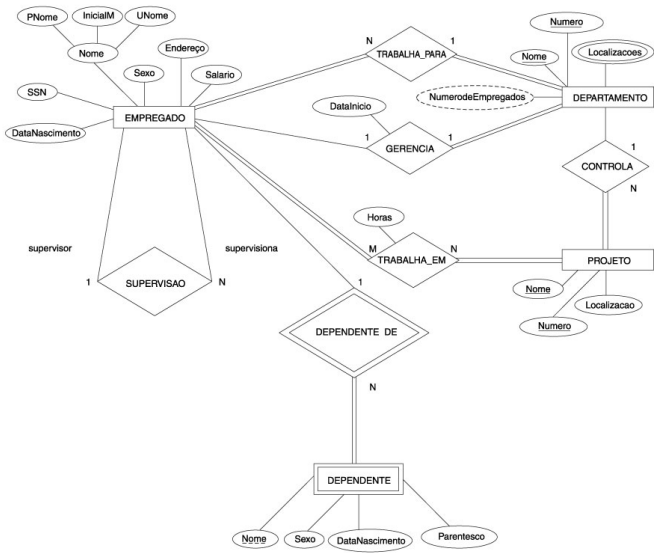 PNome
InicialM
UNome
Nome
Endereço
Sexo
Salario
SSN
DataNascimento
EMPREGADO
N
TRABALHA_PARA
1
Numero
Nome
Localizacoes
NumerodeEmpregados
DEPARTAMENTO
DataInicio
1
GERENCIA
1
1
CONTROLA
N
supervisor
supervisiona
1
SUPERVISAO
N
Horas
M
TRABALHA_EM
N
PROJETO
Nome
Localizacao
Numero
1
DEPENDENTE DE
N
DEPENDENTE
Nome
Sexo
DataNascimento
Parentesco